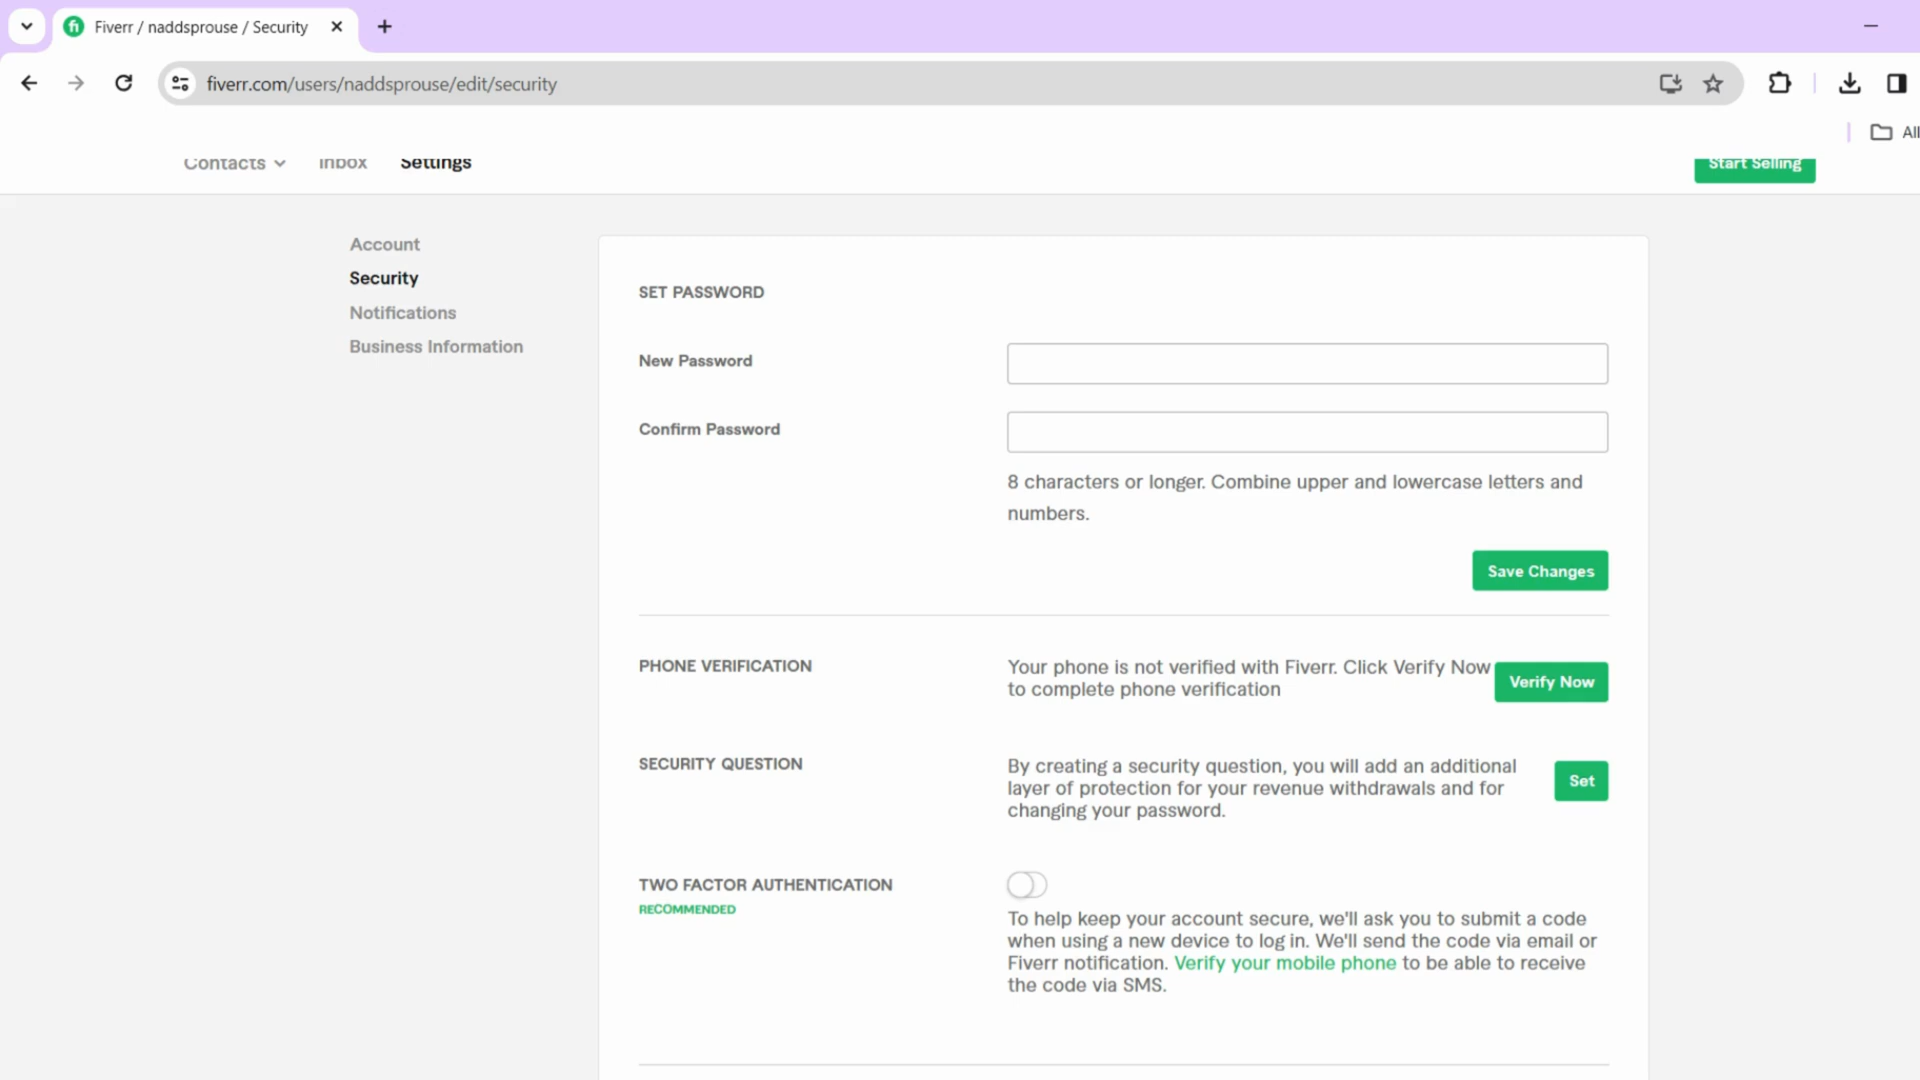 Fiverr / naddsprouse / Security
fiverr.com/users/naddsprouse/edit/security
All
Contacts
Inbox
Settings
Start Selling
Account
Security
Notifications
Business Information
SET PASSWORD
New Password
Confirm Password
8 characters or longer. Combine upper and lowercase letters and
numbers.
Save Changes
PHONE VERIFICATION
Your phone is not verified with Fiverr. Click Verify Now
to complete phone verification
Verify Now
SECURITY QUESTION
By creating a security question, you will add an additional
layer of protection for your revenue withdrawals and for
changing your password.
Set
TWO FACTOR AUTHENTICATION
RECOMMENDED
To help keep your account secure, we'll ask you to submit a code
when using a new device to log in. We'll send the code via email or
Fiverr notification. Verify your mobile phone to be able to receive
the code via SMS.